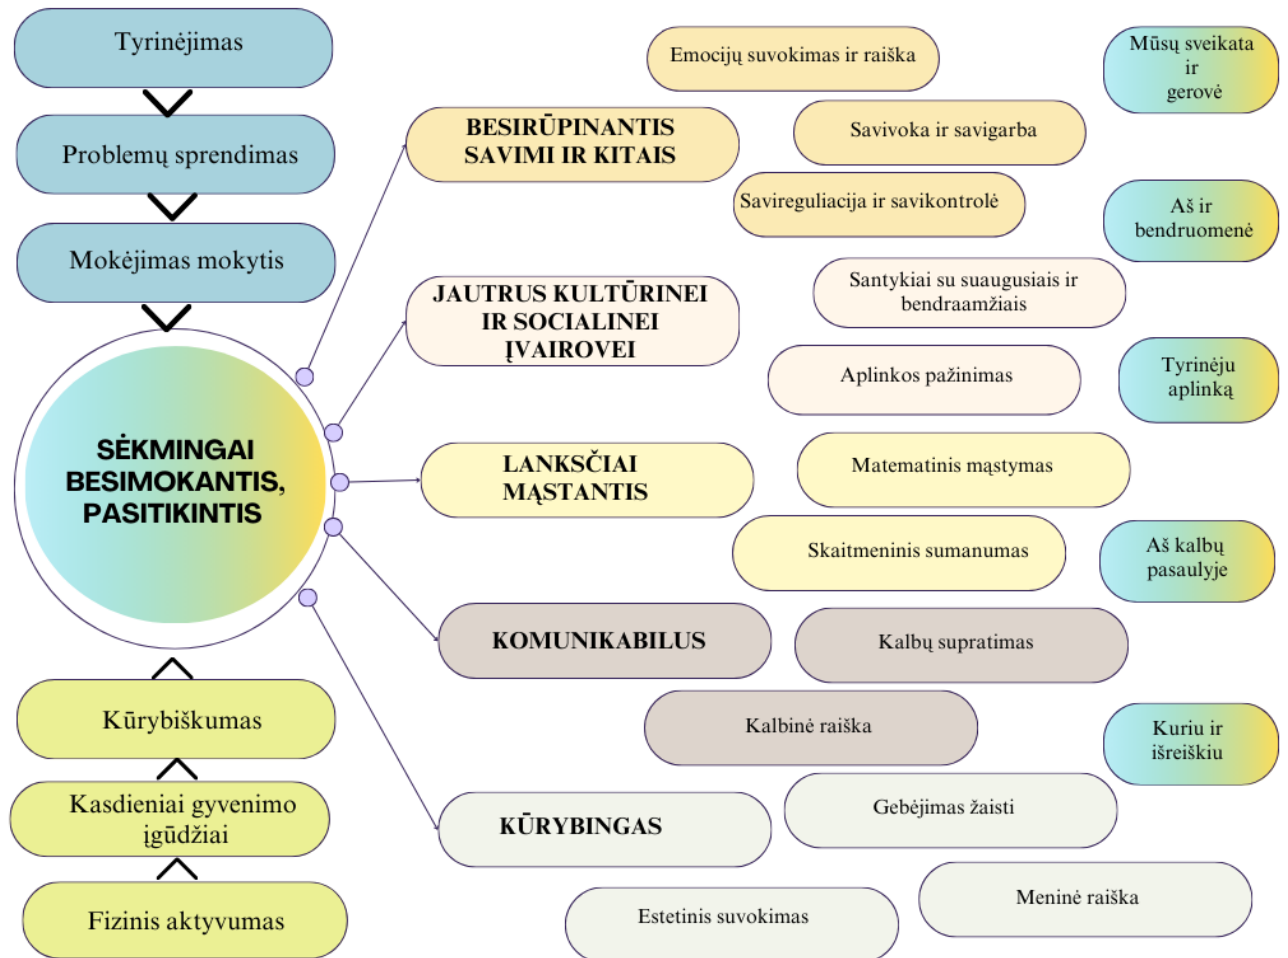 Tyrinėjimas
Problemų sprendimas
Mokėjimas mokytis
SĖKMINGAI
BESIMOKANTIS,
PASITIKINTIS
Kūrybiškumas
Kasdieniai gyvenimo
įgūdžiai
Fizinis aktyvumas
BESIRŪPINANTIS
SAVIMI IR KITAIS
Emocijų suvokimas ir raiška
Savivoka ir savigarba
Savireguliacija ir savikontrolė
JAUTRUS KULTŪRINEI
IR SOCIALINEI
ĮVAIROVEI
Santykiai su suaugusiais ir
bendraamžiais
Aplinkos pažinimas
LANKSČIAI
MĄSTANTIS
Matematinis mąstymas
Skaitmeninis sumanumas
KOMUNIKABILUS
Kalbų supratimas
Kalbinė raiška
KŪRYBINGAS
Gebėjimas žaisti
Meninė raiška
Estetinis suvokimas
Mūsų sveikata
ir
gerovė
Aš ir
bendruomenė
Tyrinėju
aplinką
Aš kalbų
pasaulyje
Kuriu ir
išreiškiu